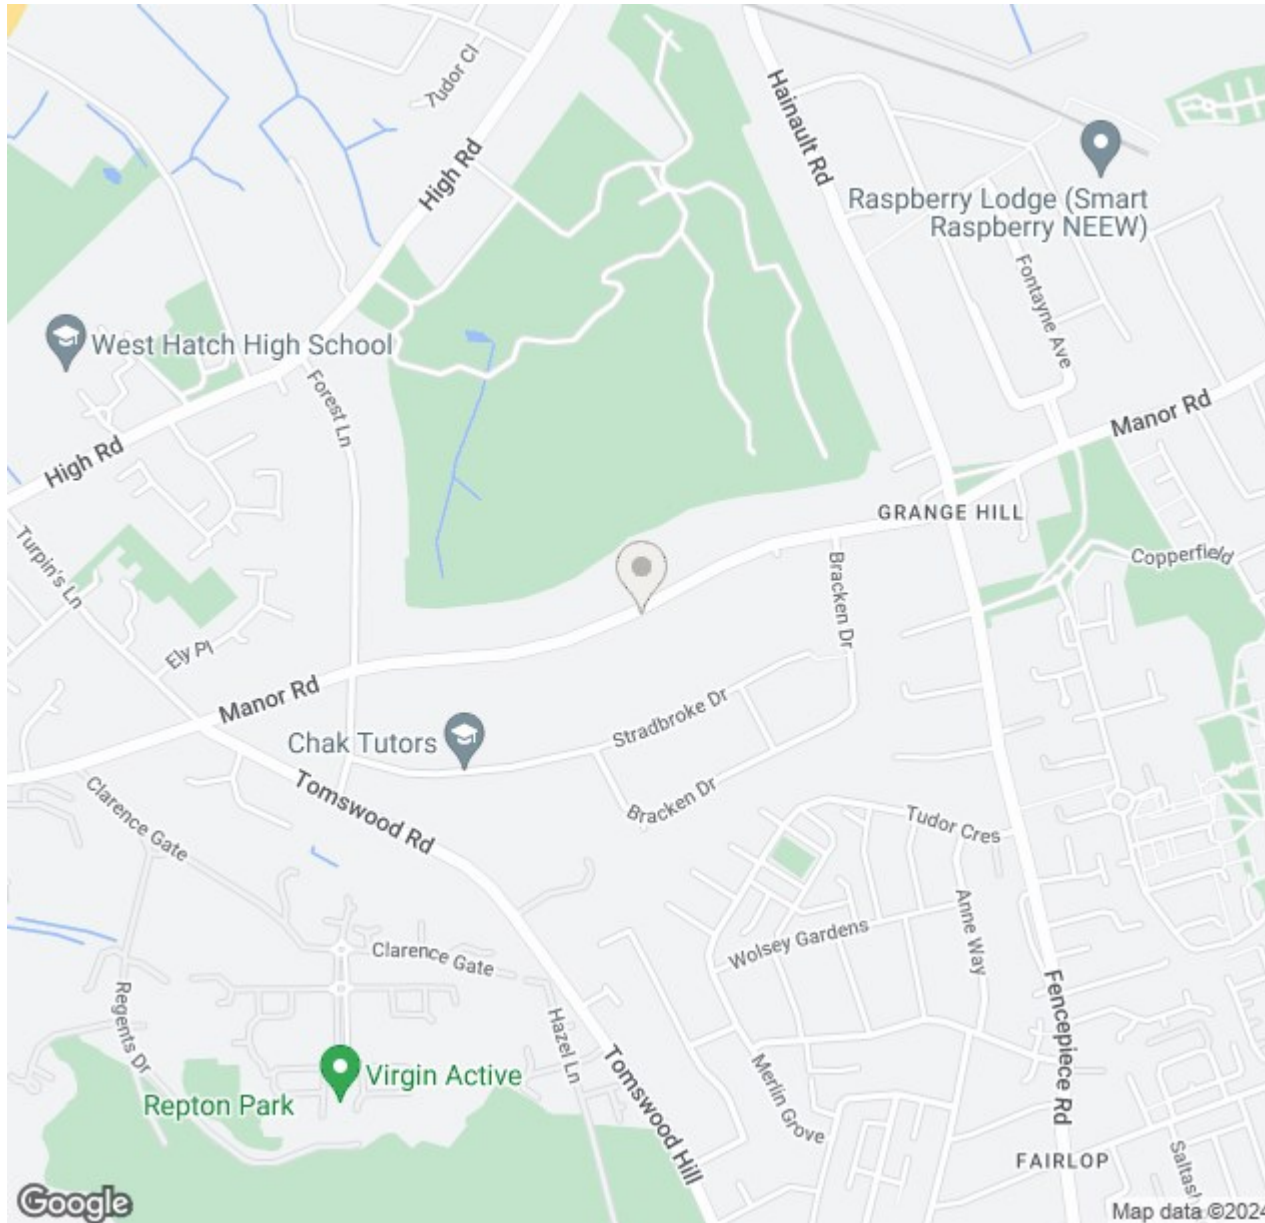 Tudor Cl
Hainault Rd
High Rd
Raspberry Lodge (Smart
Raspberry NEEW)
Fontayne Ave
West Hatch High School
Forest Ln
Manor Rd
High Rd
GRANGE HILL
Turpin's Ln
Copperfield
Bracken Dr
Ely Pl
Manor Rd
Stradbroke Dr
Chak Tutors
Clarence Gate
Tomswood Rd
Bracken Dr
Tudor Cres
Anne Way
Wolsey Gardens
Clarence Gate
Regents Dr
Hazel Ln
Fencepiece Rd
Virgin Active
Repton Park
Tomswood Hill
Merlin Grove
FAIRLOP
Saltash
Google
Map data ©2024